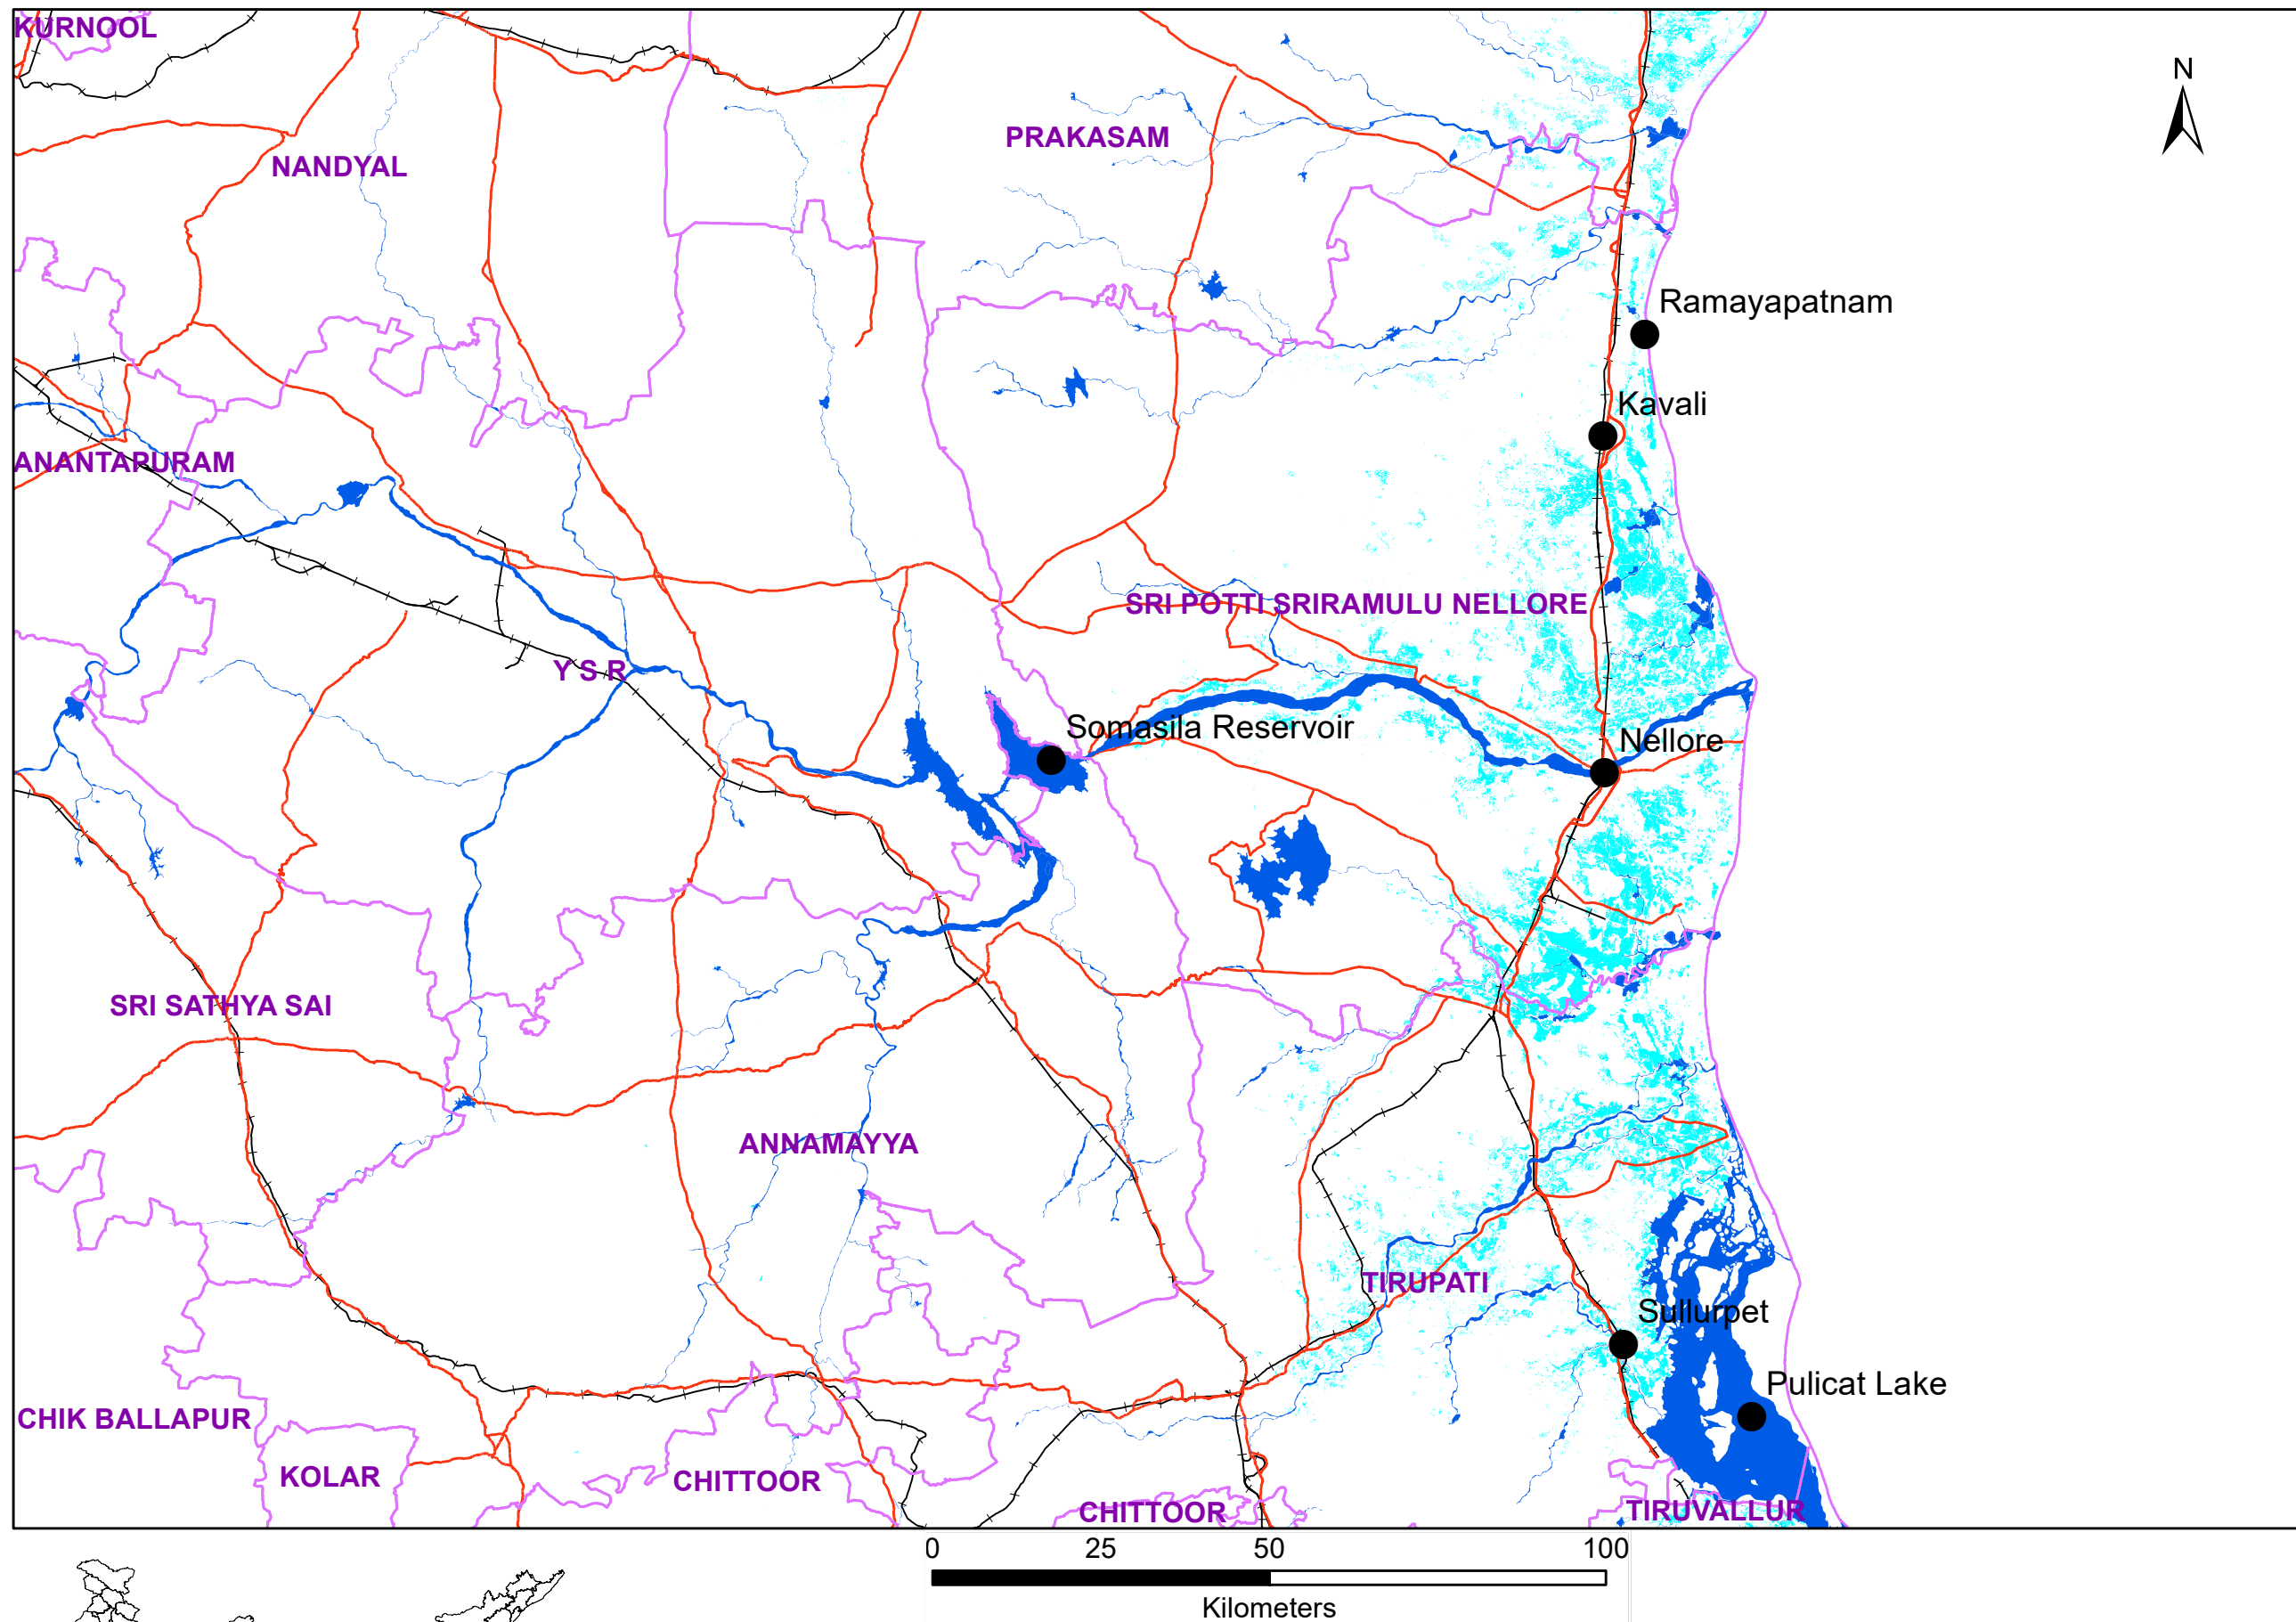 KURNOOL
N
PRAKASAM
NANDYAL
Ramayapatnam
Kavali
ANANTAPURAM
SRI POTTI SRIRAMULU NELLORE
Y S R
Somasila Reservoir
Nellore
SRI SATHYA SAI
ANNAMAYYA
TIRUPATI
Sullurpet
Pulicat Lake
CHIK BALLAPUR
KOLAR
CHITTOOR
CHITTOOR
TIRUVALLUR
0 25 50 100
Kilometers